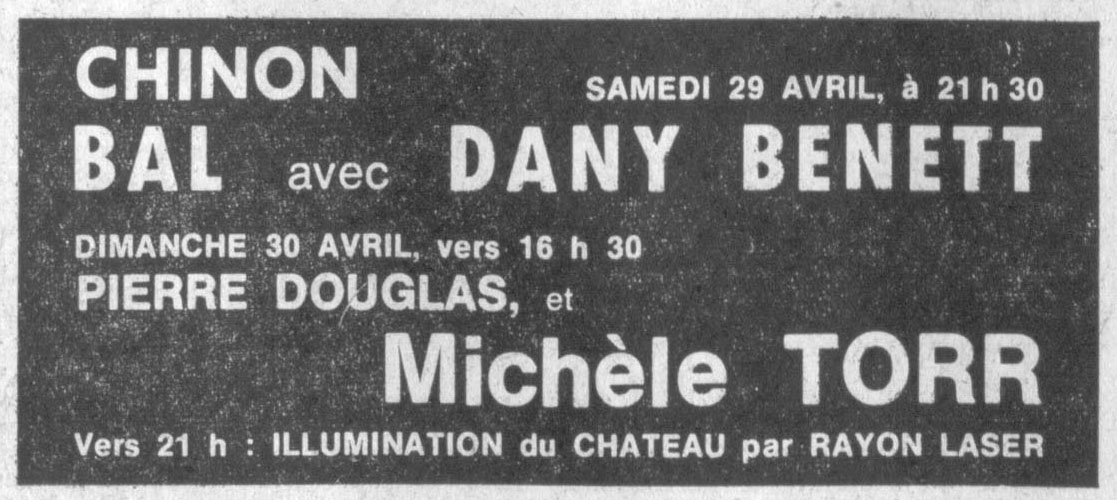 CHINON
SAMEDI 29 AVRIL, à 21 h 30
BAL avec DANY BENETT
DIMANCHE 30 AVRIL, vers 16 h 30
PIERRE DOUGLAS, et
Michèle TORR
Vers 21 h : ILLUMINATION du CHATEAU par RAYON LASER